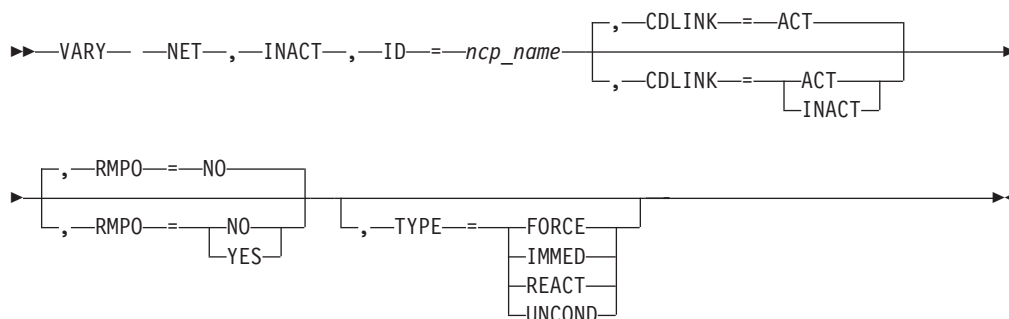 , CDLINK = ACT
VARY NET , INACT , ID = ncp_name
, CDLINK = ACT
INACT
, RMPO = NO
, RMPO = NO
YES
, TYPE = FORCE
IMMED
REACT
UNCOND